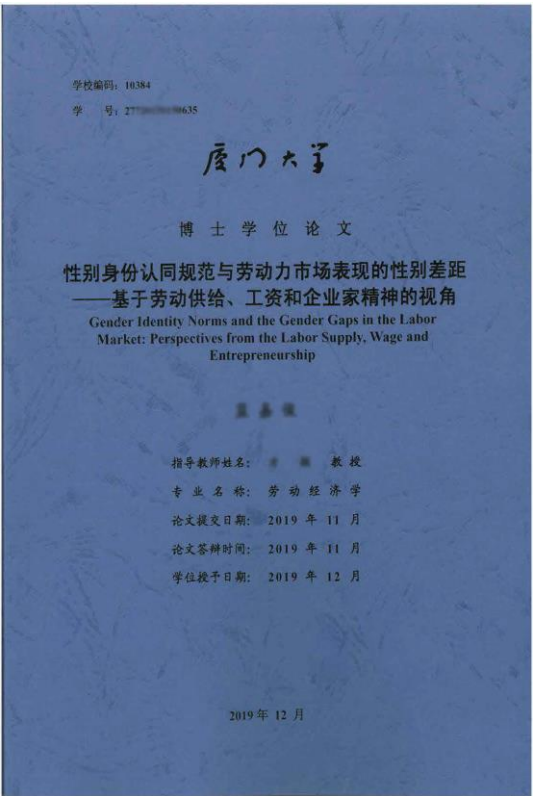 学校编码：10384
学 号：27 635
厦门大学
博士学位论文
性别身份认同规范与劳动力市场表现的性别差距
——基于劳动供给、工资和企业家精神的视角
Gender Identity Norms and the Gender Gaps in the Labor
Market: Perspectives from the Labor Supply, Wage and
Entrepreneurship
指导教师姓名： 教授
专业名称：劳动经济学
论文提交日期：2019 年 11 月
论文答辩时间：2019 年 11 月
学位授予日期：2019 年 12 月
2019 年 12 月